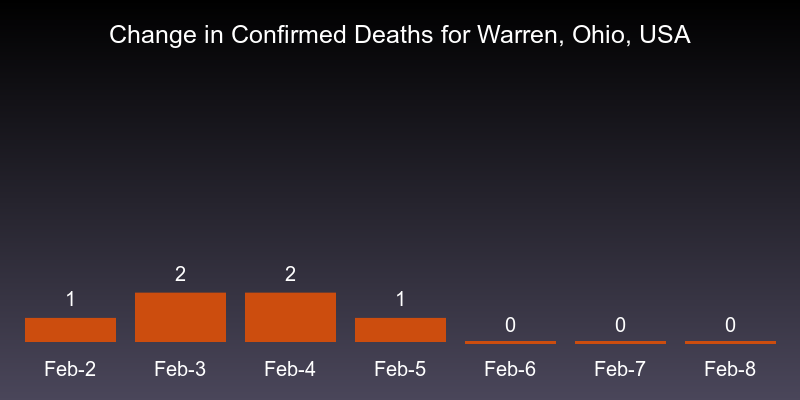 Change in Confirmed Deaths for Warren, Ohio, USA
1 2 2 1 0 0 0
Feb-2 Feb-3 Feb-4 Feb-5 Feb-6 Feb-7 Feb-8